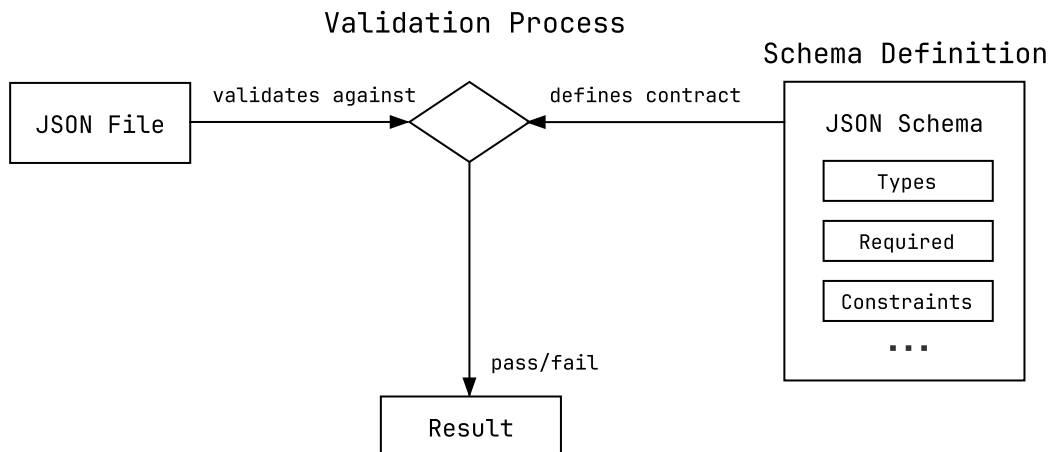 Validation Process
Schema Definition
validates against
defines contract
JSON File
JSON Schema
Types
Required
Constraints
...
pass/fail
Result